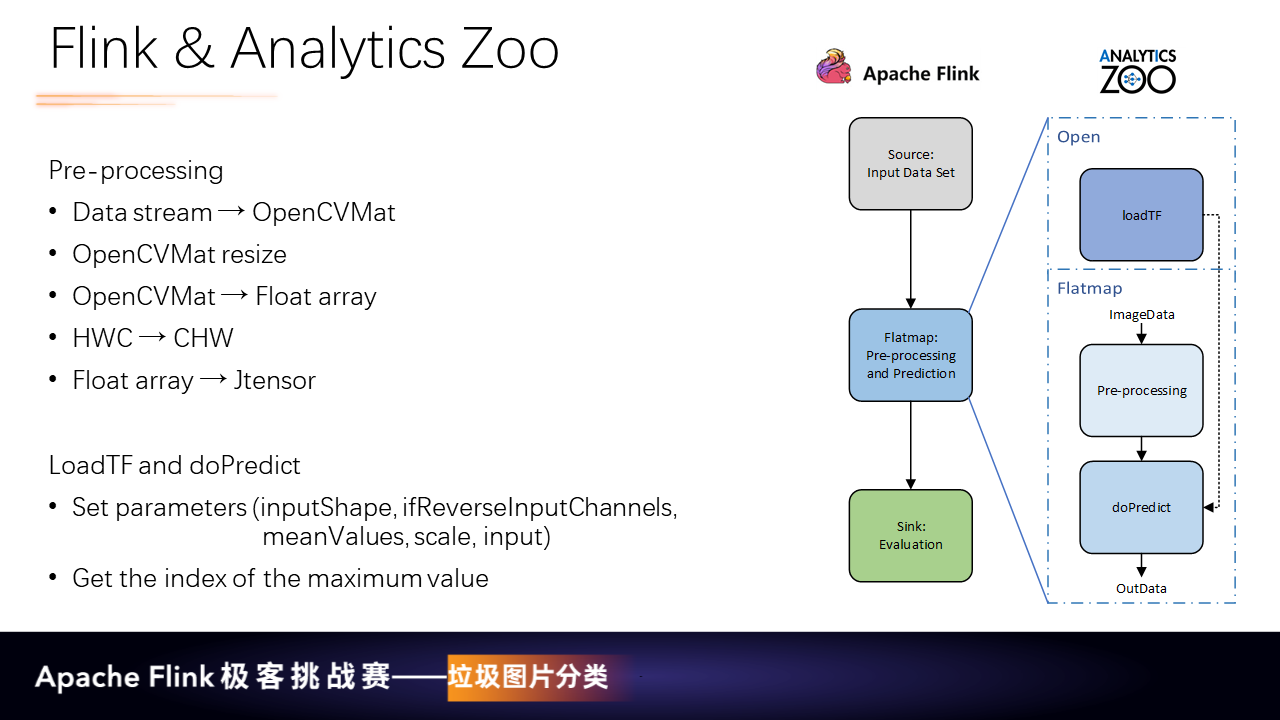 Flink & Analytics Zoo
Pre-processing
• Data stream → OpenCVMat
• OpenCVMat resize
• OpenCVMat → Float array
• HWC → CHW
• Float array → Jtensor
LoadTF and doPredict
• Set parameters (inputShape, ifReverseInputChannels,
meanValues, scale, input)
• Get the index of the maximum value
Apache Flink
Source:
Input Data Set
Flatmap:
Pre-processing
and Prediction
Sink:
Evaluation
ANALYTICS
ZOO
Open
loadTF
Flatmap
ImageData
Pre-processing
doPredict
OutData
Apache Flink 极客挑战赛——垃圾图片分类